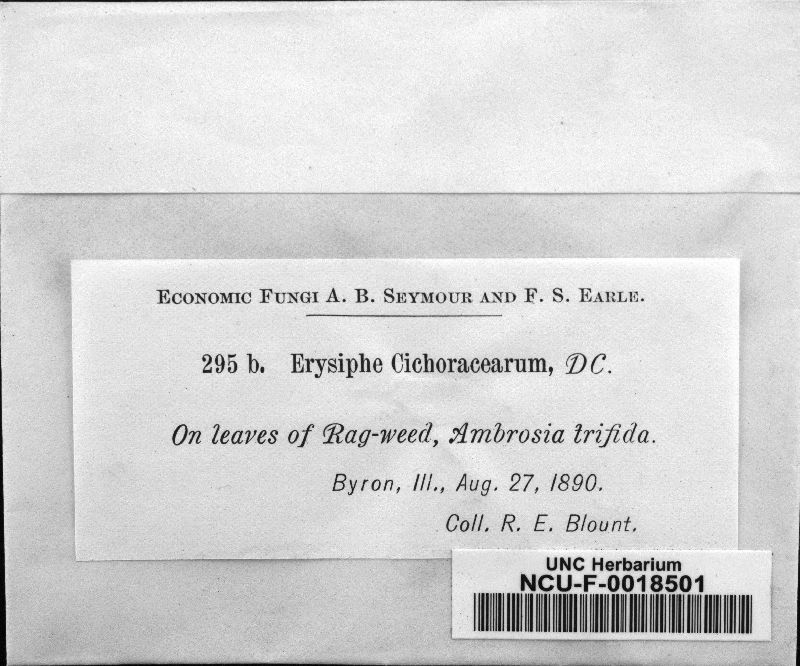 Economic Fungi A. B. Seymour and F. S. Earle.
295 b. Erysiphe Cichoracearum, DC.
On leaves of Rag-weed, Ambrosia trifida.
Byron, Ill., Aug. 27, 1890.
Coll. R. E. Blount.
UNC Herbarium
NCU-F-0018501